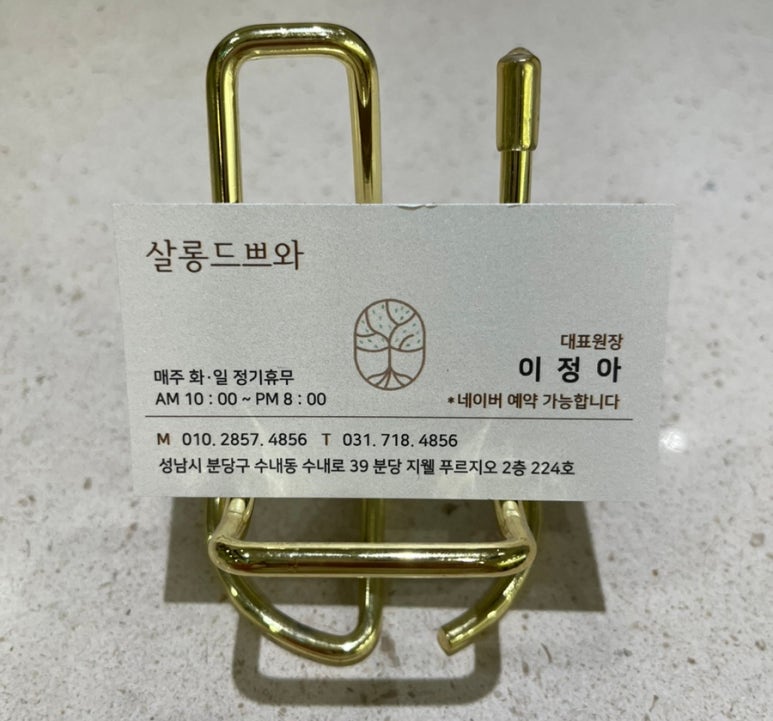 살롱드쁘와
대표원장
이정아
매주 화·일 정기휴무
AM 10 : 00 ~ PM 8 : 00
*네이버 예약 가능합니다
M 010. 2857. 4856 T 031. 718. 4856
성남시 분당구 수내동 수내로 39 분당 지웰 푸르지오 2층 224호